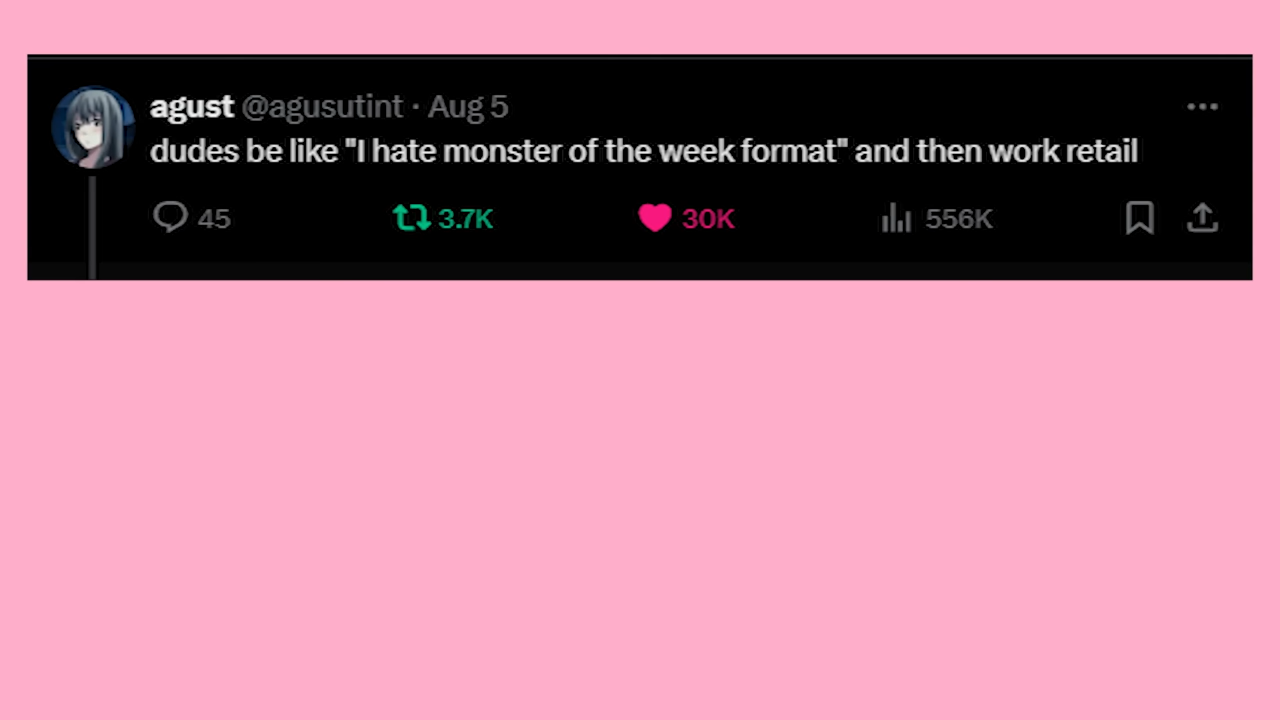 agust @agusutint · Aug 5
dudes be like "I hate monster of the week format" and then work retail
45 3.7K 30K 556K